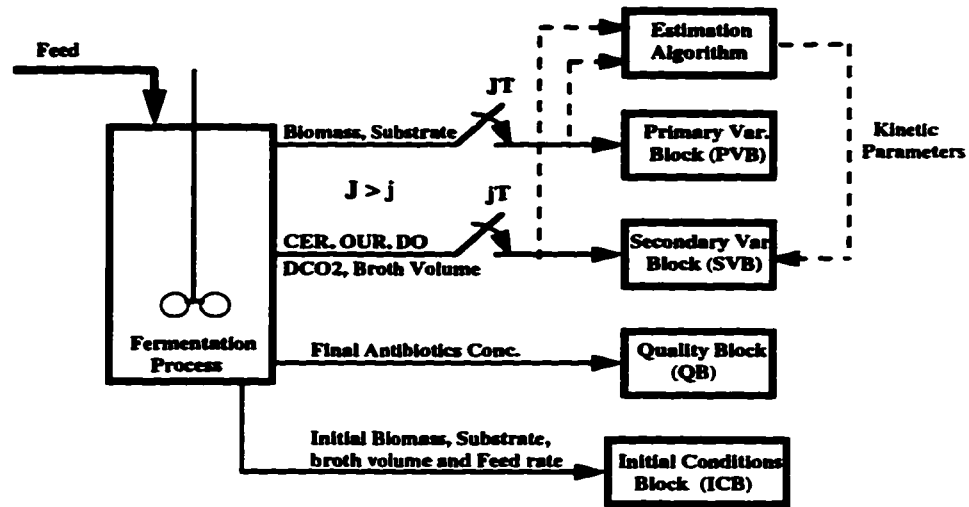 Feed
Estimation
Algorithm
JT
Biomass, Substrate
Primary Var.
Block (PVB)
Kinetic
Parameters
J > j
jT
CER. OUR. DO
DCO2, Broth Volume
Secondary Var
Block (SVB)
Fermentation
Process
Final Antibiotics Conc.
Quality Block
(QB)
Initial Biomass, Substrate,
broth volume and Feed rate
Initial Conditions
Block (ICB)